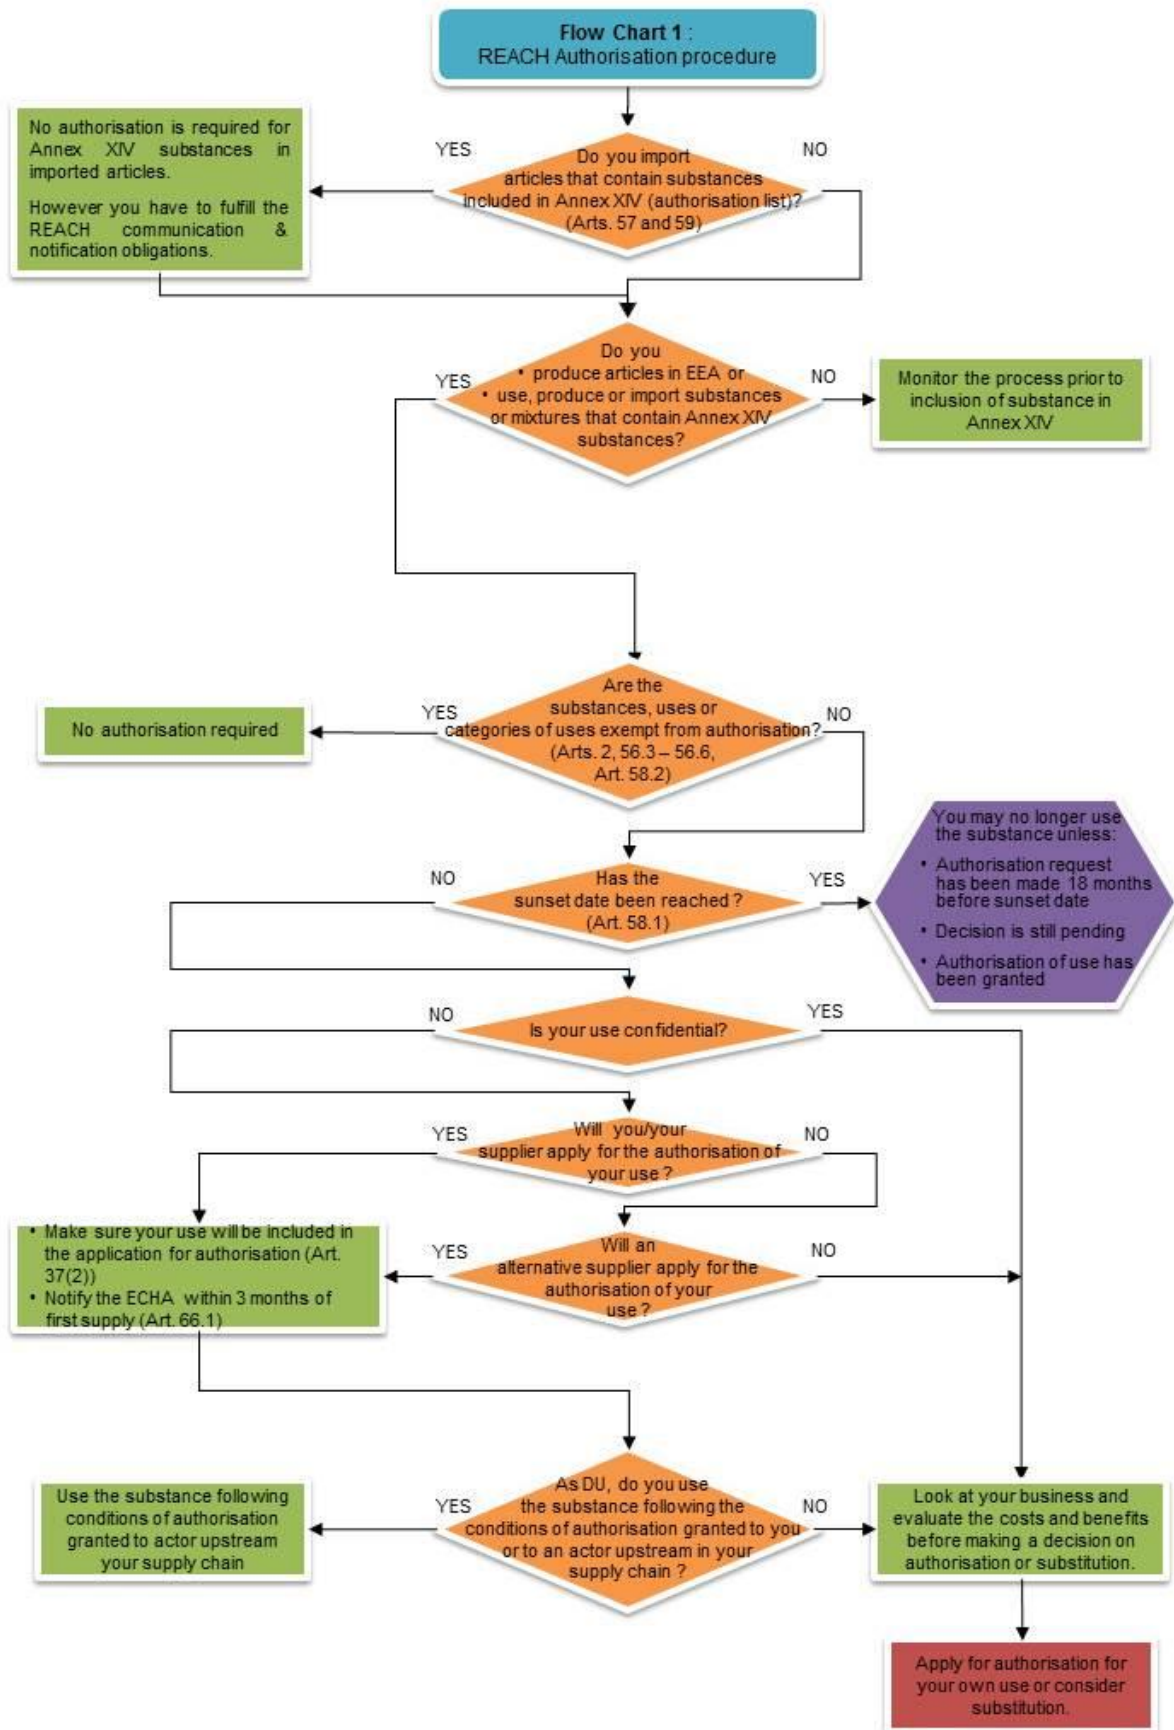 Flow Chart 1 :
REACH Authorisation procedure
No authorisation is required for
Annex XIV substances in
imported articles.
However you have to fulfill the
REACH communication &
notification obligations.
YES
NO
Do you import
articles that contain substances
included in Annex XIV (authorisation list)?
(Arts. 57 and 59)
Do you
• produce articles in EEA or
• use, produce or import substances
or mixtures that contain Annex XIV
substances?
YES
NO
Monitor the process prior to
inclusion of substance in
Annex XIV
Are the
substances, uses or
categories of uses exempt from authorisation?
(Arts. 2, 56.3 – 56.6,
Art. 58.2)
YES
NO
No authorisation required
You may no longer use
the substance unless:
• Authorisation request
has been made 18 months
before sunset date
• Decision is still pending
• Authorisation of use has
been granted
NO
Has the
sunset date been reached ?
(Art. 58.1)
YES
NO
Is your use confidential?
YES
YES
Will you/your
supplier apply for the authorisation of
your use ?
NO
• Make sure your use will be included in
the application for authorisation (Art.
37(2))
• Notify the ECHA within 3 months of
first supply (Art. 66.1)
YES
Will an
alternative supplier apply for the
authorisation of your
use ?
NO
Use the substance following
conditions of authorisation
granted to actor upstream
your supply chain
YES
As DU, do you use
the substance following the
conditions of authorisation granted to you
or to an actor upstream in your
supply chain ?
NO
Look at your business and
evaluate the costs and benefits
before making a decision on
authorisation or substitution.
Apply for authorisation for
your own use or consider
substitution.